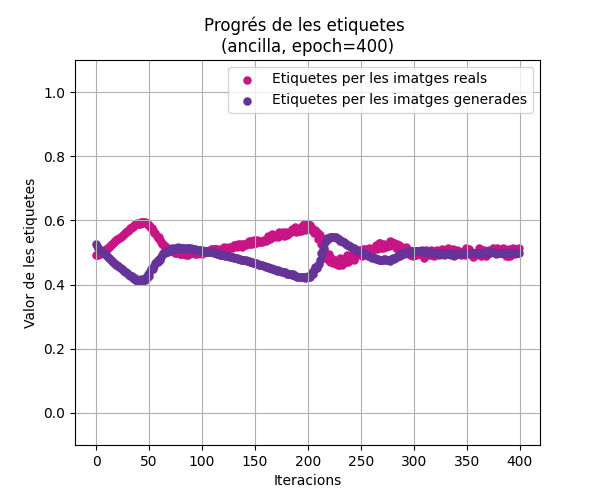 Progrés de les etiquetes
(ancilla, epoch=400)
Etiquetes per les imatges reals
Etiquetes per les imatges generades
Valor de les etiquetes
1.0
0.8
0.6
0.4
0.2
0.0
0 50 100 150 200 250 300 350 400
Iteracions